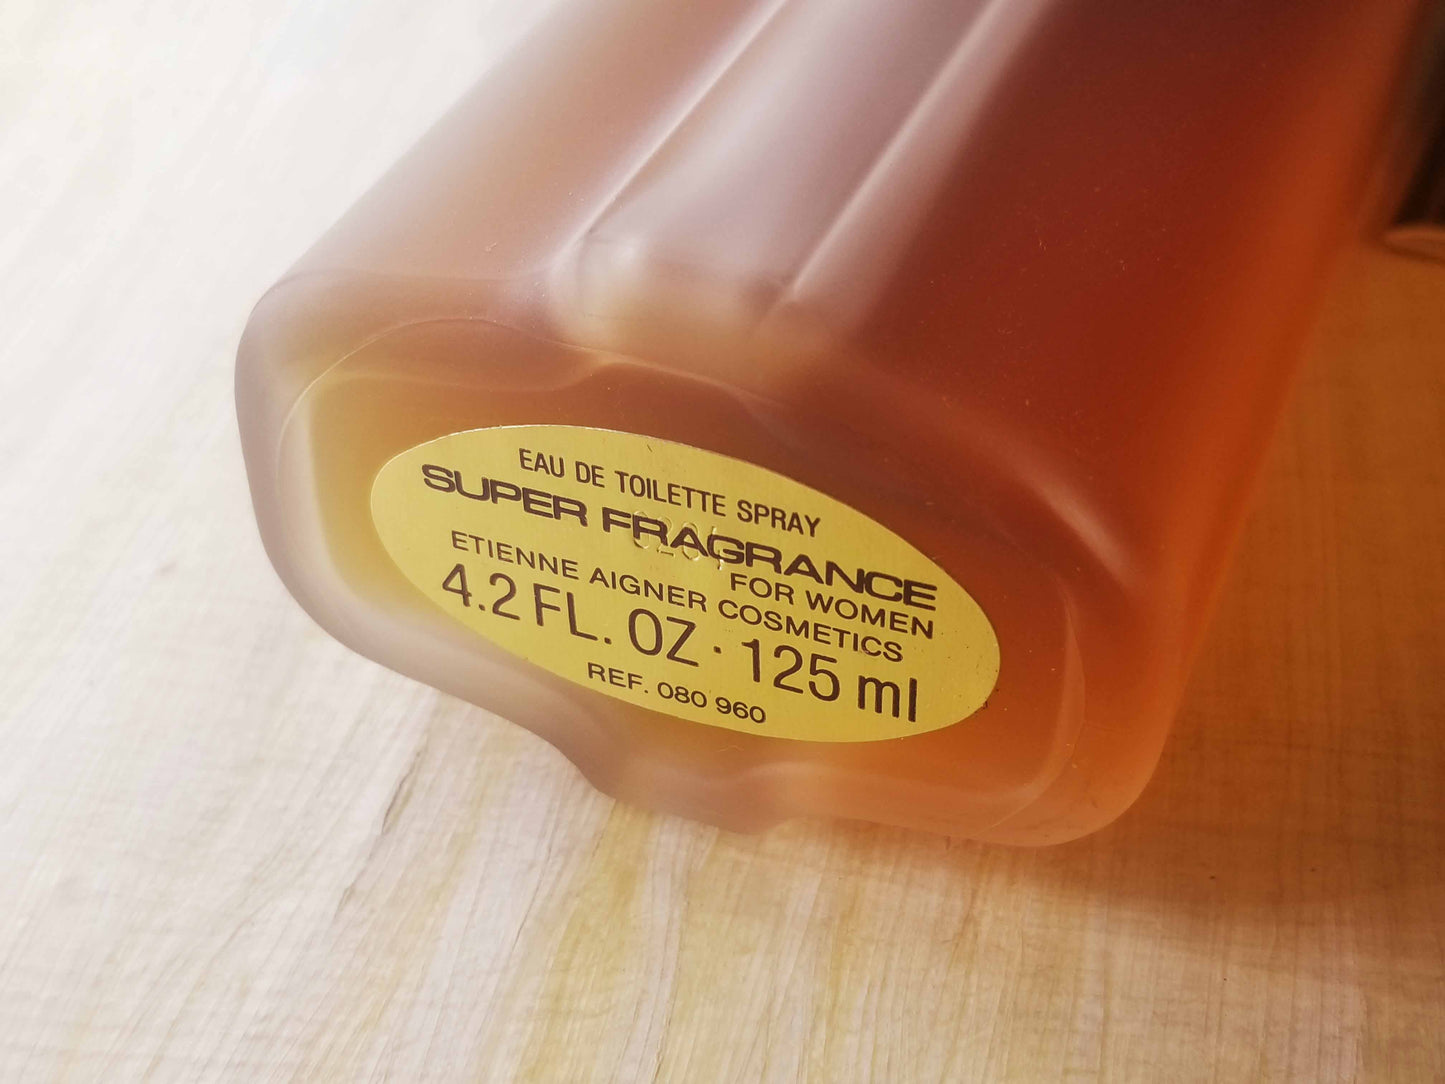 EAU DE TOILETTE SPRAY
SUPER FRAGRANCE
FOR WOMEN
ETIENNE AIGNER COSMETICS
4.2 FL. OZ · 125 ml
REF. 080 960